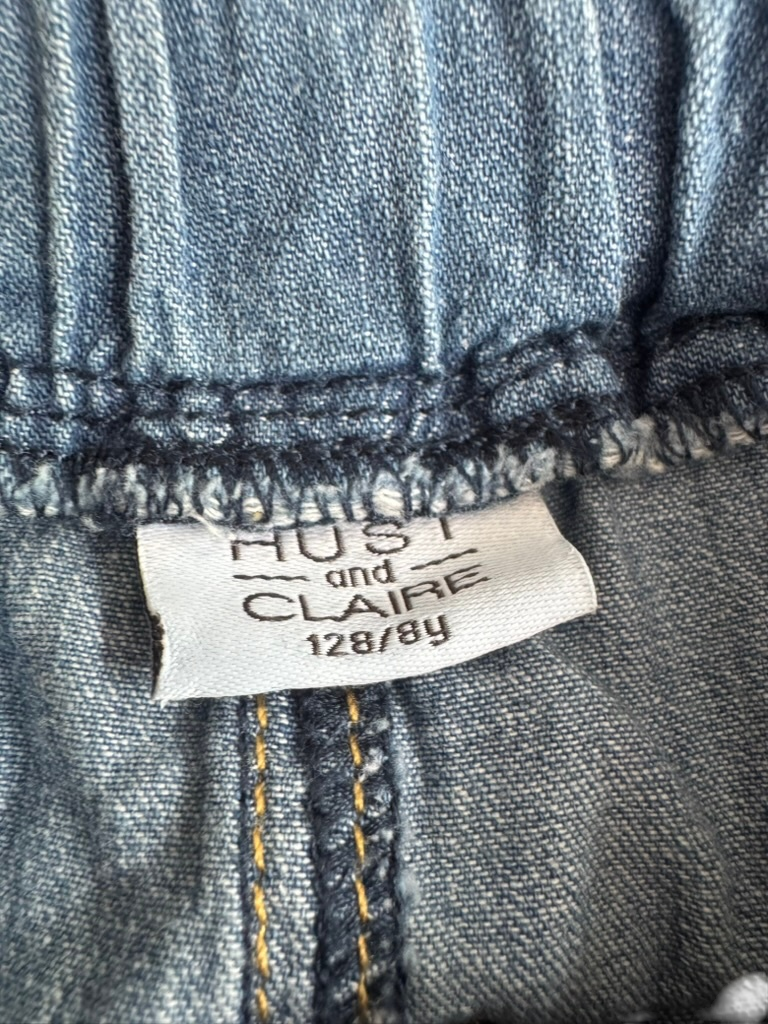 HUST
and
CLAIRE
128/8y